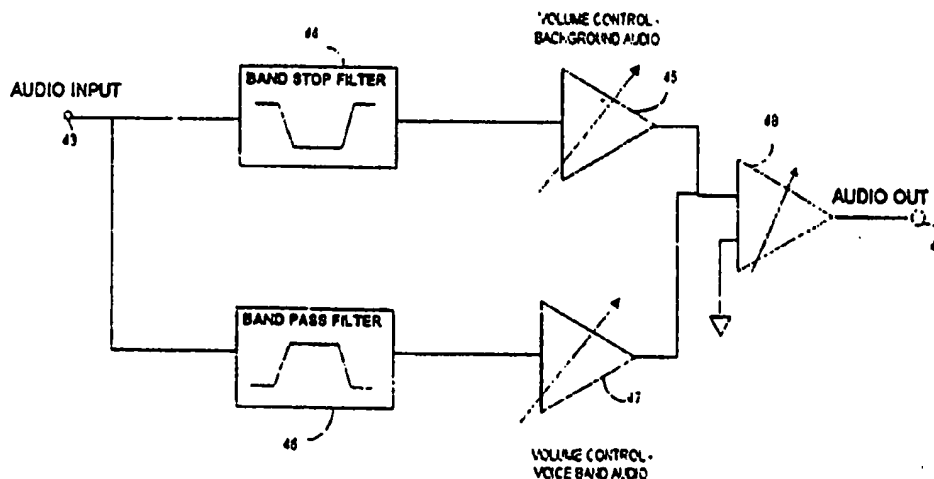 VOLUME CONTROL -
BACKGROUND AUDIO
44
BAND STOP FILTER
45
AUDIO INPUT
43
48
AUDIO OUT
BAND PASS FILTER
46
47
VOLUME CONTROL -
VOICE BAND AUDIO